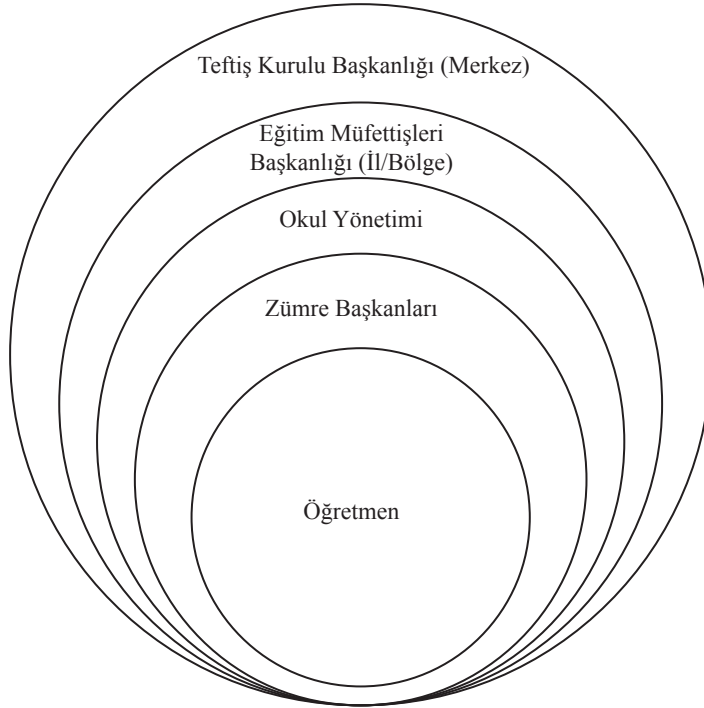 Teftiş Kurulu Başkanlığı (Merkez)
Eğitim Müfettişleri
Başkanlığı (İl/Bölge)
Okul Yönetimi
Zümre Başkanları
Öğretmen